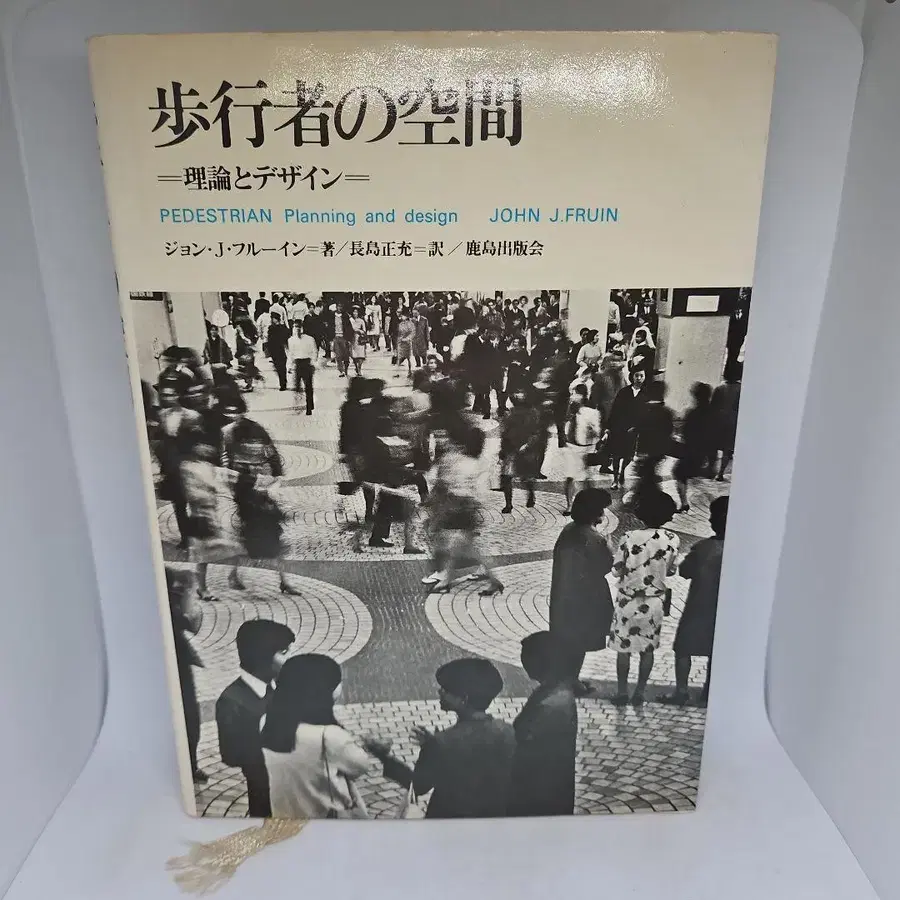 歩行者の空間
=理論とデザイン=
PEDESTRIAN Planning and design JOHN J.FRUIN
ジョン・J・フルーイン=著/長島正充=訳/鹿島出版会